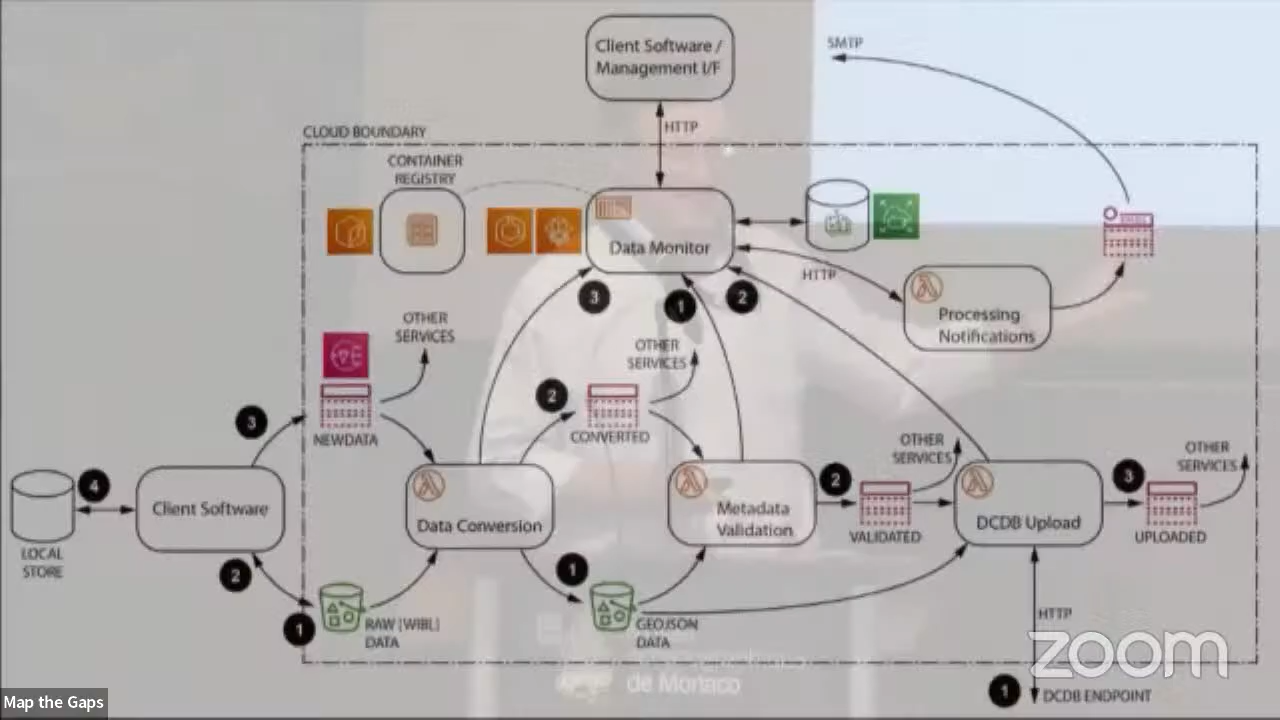 Client Software /
Management I/F
SMTP
HTTP
CLOUD BOUNDARY
CONTAINER
REGISTRY
Data Monitor
HTTP
Processing
Notifications
3
1
2
OTHER
SERVICES
OTHER
SERVICES
2
3
NEWDATA
CONVERTED
OTHER
SERVICES
OTHER
SERVICES
4
Client Software
Data Conversion
Metadata
Validation
2
VALIDATED
DCDB Upload
3
UPLOADED
LOCAL
STORE
2
1
RAW (WIBL)
DATA
1
GEOJSON
DATA
HTTP
zoom
de Monaco
1
DCDB ENDPOINT
Map the Gaps